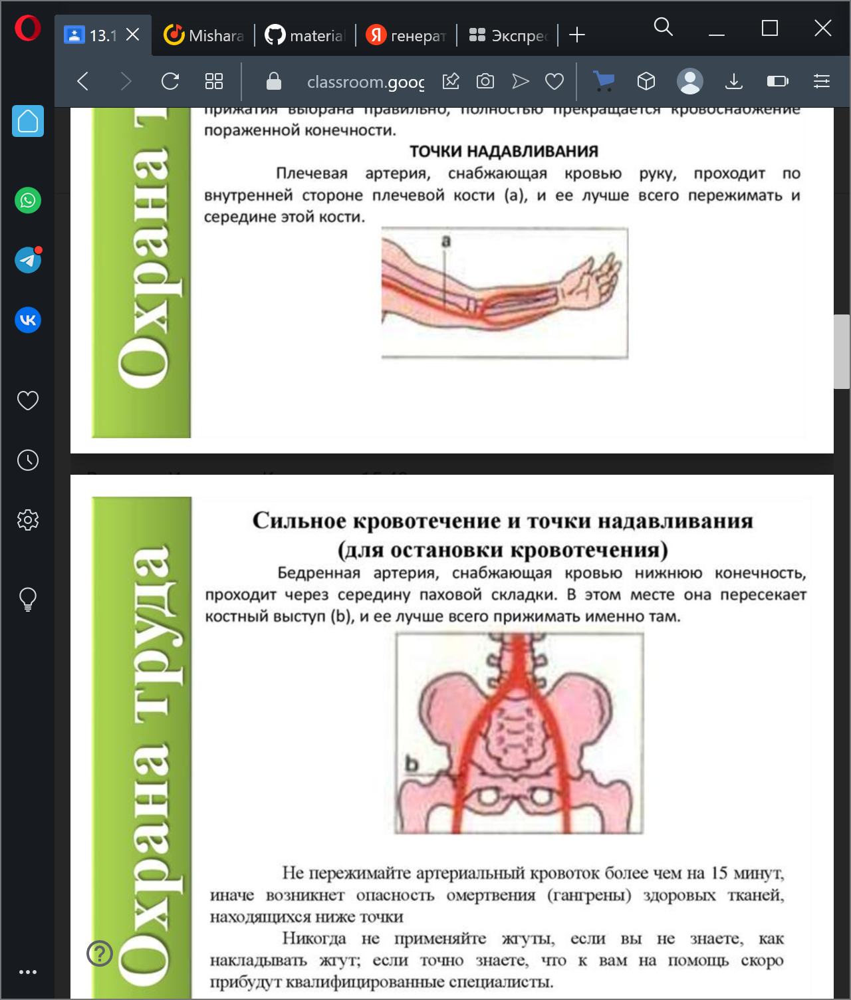 13.1
Mishara
material
Я генерат
Экспрес
classroom.goog
прижатия выбрана правильно, полностью прекращается кровоснабжение
пораженной конечности.
ТОЧКИ НАДАВЛИВАНИЯ
Плечевая артерия, снабжающая кровью руку, проходит по
внутренней стороне плечевой кости (а), и ее лучше всего пережимать и
середине этой кости.
a
Охрана т
Сильное кровотечение и точки надавливания
(для остановки кровотечения)
Бедренная артерия, снабжающая кровью нижнюю конечность,
проходит через середину паховой складки. В этом месте она пересекает
костный выступ (b), и ее лучше всего прижимать именно там.
b
Охрана труда
Не пережимайте артериальный кровоток более чем на 15 минут,
иначе возникнет опасность омертвения (гангрены) здоровых тканей,
находящихся ниже точки
Никогда не применяйте жгуты, если вы не знаете, как
накладывать жгут; если точно знаете, что к вам на помощь скоро
прибудут квалифицированные специалисты.